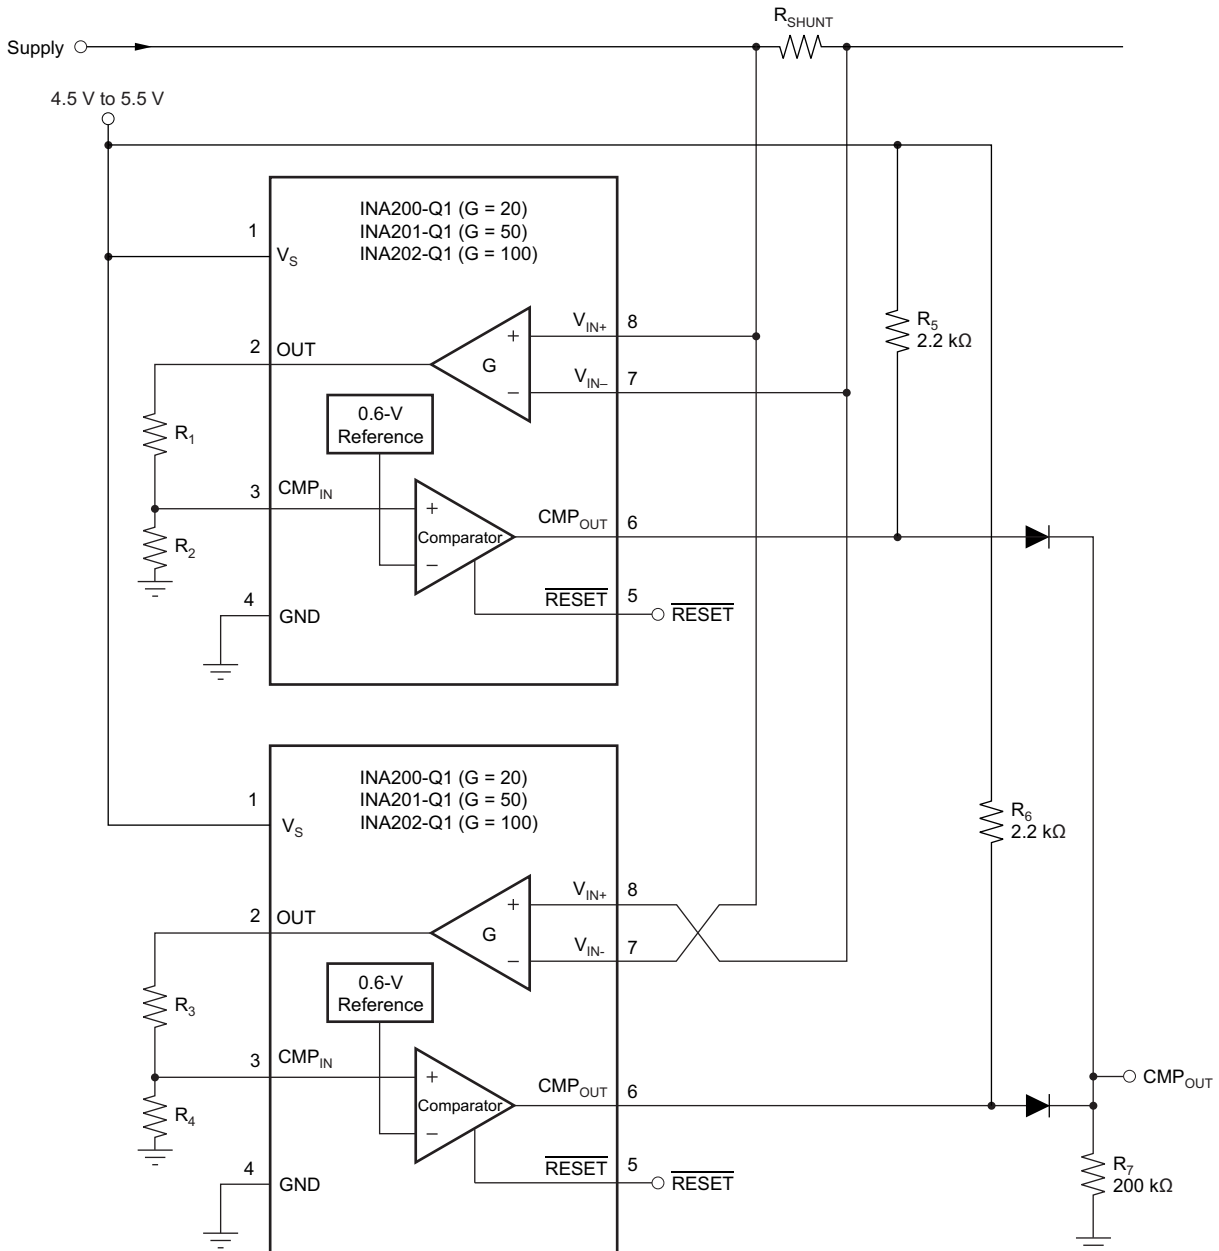 R_SHUNT
Supply
4.5 V to 5.5 V
INA200-Q1 (G = 20)
INA201-Q1 (G = 50)
INA202-Q1 (G = 100)
1
V_S
V_IN+
8
+
R_5
2.2 kΩ
2
OUT
G
V_IN–
7
–
0.6-V
Reference
R_1
3
CMP_IN
+
CMP_OUT
6
Comparator
R_2
–
RESET
5
RESET
4
GND
INA200-Q1 (G = 20)
INA201-Q1 (G = 50)
INA202-Q1 (G = 100)
1
V_S
R_6
2.2 kΩ
V_IN+
8
+
2
OUT
G
V_IN-
7
–
0.6-V
Reference
R_3
3
CMP_IN
+
CMP_OUT
6
CMP_OUT
Comparator
R_4
–
RESET
5
RESET
4
GND
R_7
200 kΩ